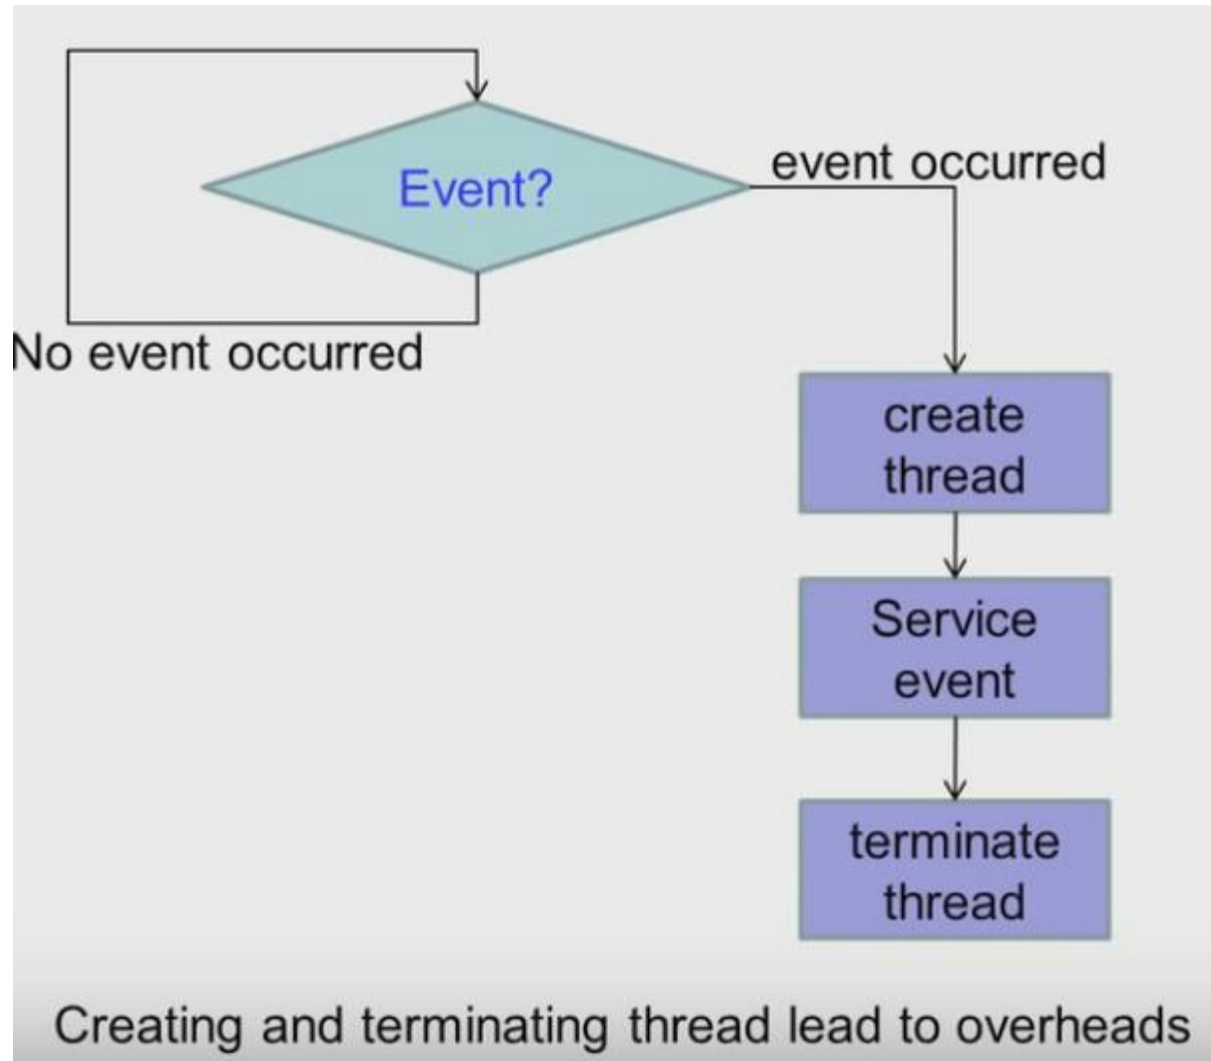 Event?
event occurred
No event occurred
create
thread
Service
event
terminate
thread
Creating and terminating thread lead to overheads